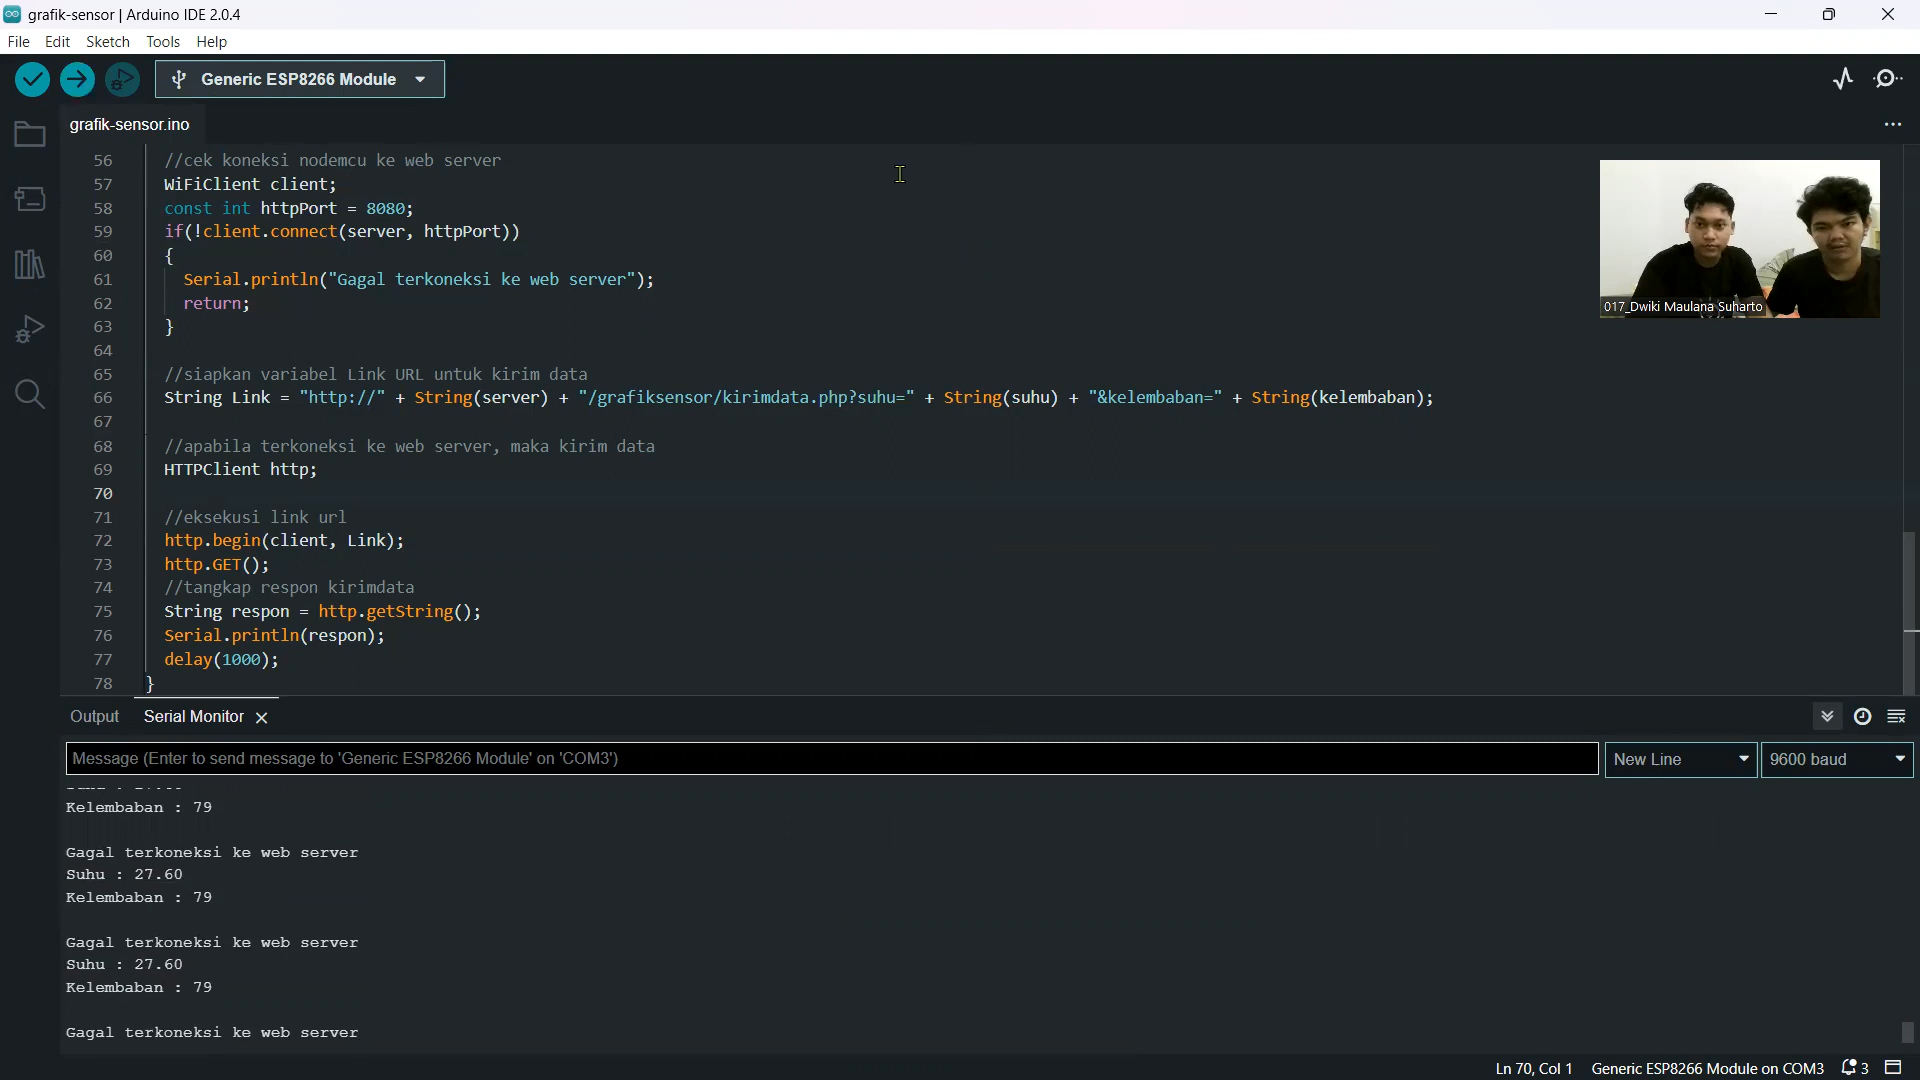 grafik-sensor | Arduino IDE 2.0.4
File Edit Sketch Tools Help
Generic ESP8266 Module
grafik-sensor.ino
56 //cek koneksi nodemcu ke web server
57 WiFiClient client;
58 const int httpPort = 8080;
59 if(!client.connect(server, httpPort))
60 {
61 Serial.println("Gagal terkoneksi ke web server");
62 return;
63 }
64
65 //siapkan variabel Link URL untuk kirim data
66 String Link = "http://" + String(server) + "/grafiksensor/kirimdata.php?suhu=" + String(suhu) + "&kelembaban=" + String(kelembaban);
67
68 //apabila terkoneksi ke web server, maka kirim data
69 HTTPClient http;
70
71 //eksekusi link url
72 http.begin(client, Link);
73 http.GET();
74 //tangkap respon kirimdata
75 String respon = http.getString();
76 Serial.println(respon);
77 delay(1000);
78 }
017_Dwiki Maulana Suharto
Output Serial Monitor
Message (Enter to send message to 'Generic ESP8266 Module' on 'COM3')
New Line 9600 baud
Kelembaban : 79
Gagal terkoneksi ke web server
Suhu : 27.60
Kelembaban : 79
Gagal terkoneksi ke web server
Suhu : 27.60
Kelembaban : 79
Gagal terkoneksi ke web server
Ln 70, Col 1 Generic ESP8266 Module on COM3 3